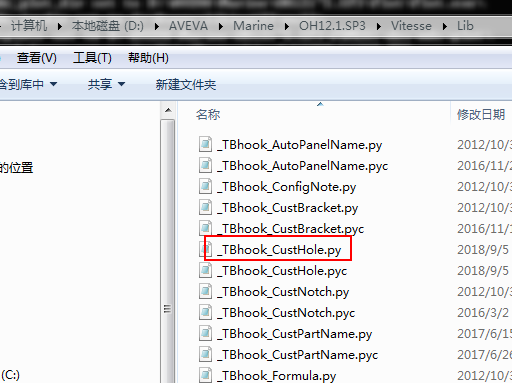 计算机 ▸ 本地磁盘 (D:) ▸ AVEVA ▸ Marine ▸ OH12.1.SP3 ▸ Vitesse ▸ Lib
查看(V) 工具(T) 帮助(H)
含到库中 共享 新建文件夹
名称 修改日期
_TBhook_AutoPanelName.py 2012/10/3
的位置 _TBhook_AutoPanelName.pyc 2016/11/2
_TBhook_ConfigNote.py 2012/10/3
_TBhook_CustBracket.py 2012/10/3
_TBhook_CustBracket.pyc 2016/11/1
_TBhook_CustHole.py 2018/9/5
_TBhook_CustHole.pyc 2018/9/5
_TBhook_CustNotch.py 2012/10/3
_TBhook_CustNotch.pyc 2016/3/2
_TBhook_CustPartName.py 2017/6/15
_TBhook_CustPartName.pyc 2017/6/26
(C:) _TBhook_Formula.py 2012/10/3